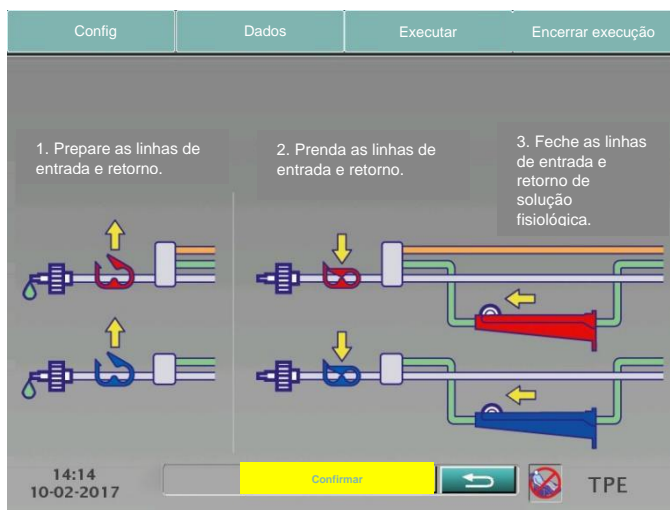 Config
Dados
Executar
Encerrar execução
1. Prepare as linhas de
entrada e retorno.
2. Prenda as linhas de
entrada e retorno.
3. Feche as linhas
de entrada e
retorno de
solução
fisiológica.
14:14
10-02-2017
Confirmar
TPE